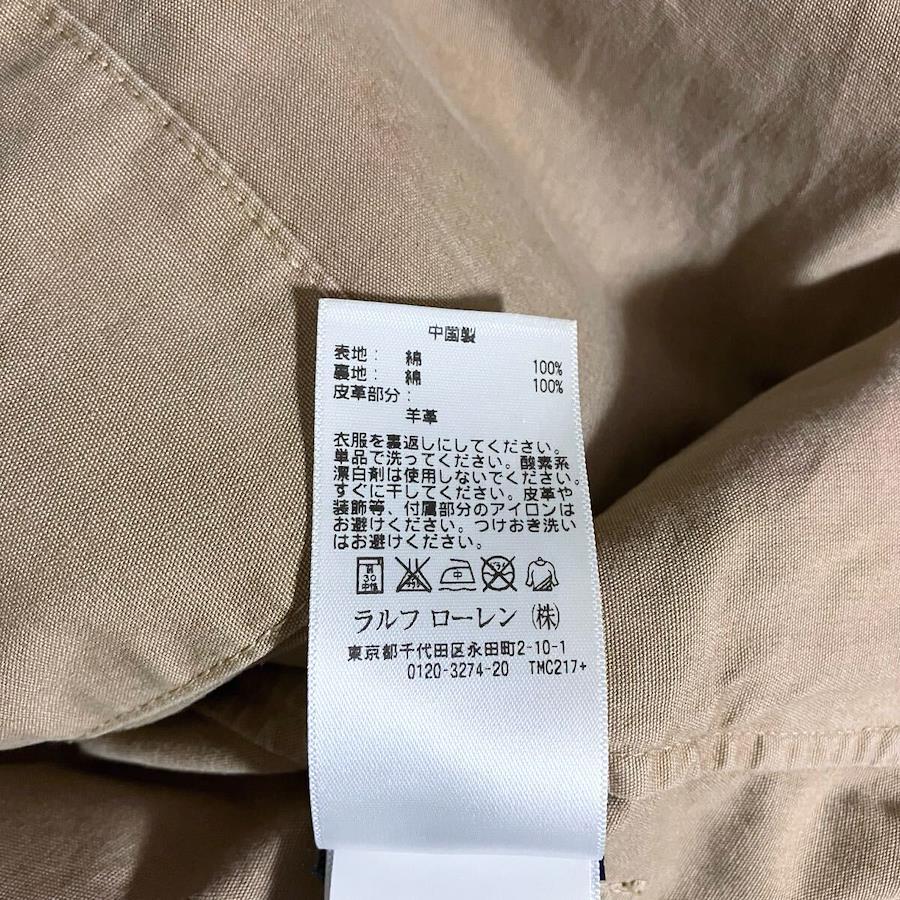 中国製
表地: 綿 100%
裏地: 綿 100%
皮革部分:
羊革
衣服を裏返しにしてください。
単品で洗ってください。酸素系
漂白剤は使用しないでください。
すぐに干してください。皮革や
装飾等、付属部分のアイロンは
お避けください。つけおき洗い
はお避けください。
30 中性 中
ラルフ ローレン (株)
東京都千代田区永田町2-10-1
0120-3274-20 TMC217+